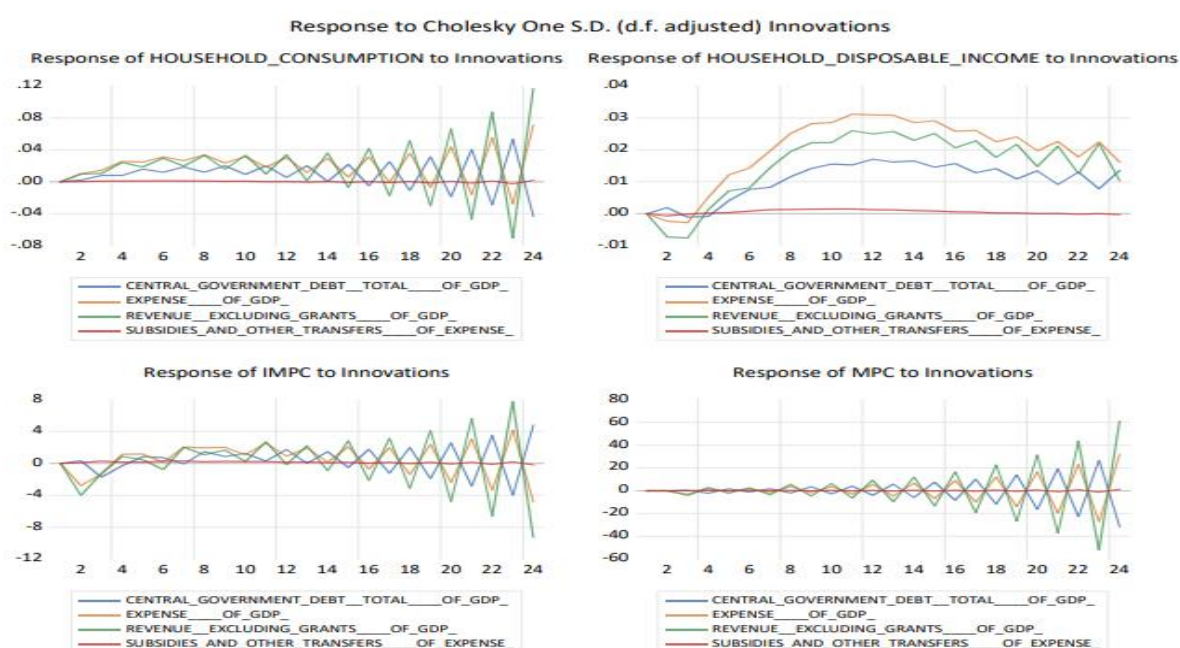 Response to Cholesky One S.D. (d.f. adjusted) Innovations
Response of HOUSEHOLD_CONSUMPTION to Innovations
.12
.08
.04
.00
-.04
-.08
2 4 6 8 10 12 14 16 18 20 22 24
CENTRAL_GOVERNMENT_DEBT__TOTAL____OF_GDP_
EXPENSE____OF_GDP_
REVENUE__EXCLUDING_GRANTS____OF_GDP_
SUBSIDIES_AND_OTHER_TRANSFERS____OF_EXPENSE_
Response of HOUSEHOLD_DISPOSABLE_INCOME to Innovations
.04
.03
.02
.01
.00
-.01
2 4 6 8 10 12 14 16 18 20 22 24
CENTRAL_GOVERNMENT_DEBT__TOTAL____OF_GDP_
EXPENSE____OF_GDP_
REVENUE__EXCLUDING_GRANTS____OF_GDP_
SUBSIDIES_AND_OTHER_TRANSFERS____OF_EXPENSE_
Response of IMPC to Innovations
8
4
0
-4
-8
-12
2 4 6 8 10 12 14 16 18 20 22 24
CENTRAL_GOVERNMENT_DEBT__TOTAL____OF_GDP_
EXPENSE____OF_GDP_
REVENUE__EXCLUDING_GRANTS____OF_GDP_
SUBSIDIES_AND_OTHER_TRANSFERS____OF_EXPENSE_
Response of MPC to Innovations
80
60
40
20
0
-20
-40
-60
2 4 6 8 10 12 14 16 18 20 22 24
CENTRAL_GOVERNMENT_DEBT__TOTAL____OF_GDP_
EXPENSE____OF_GDP_
REVENUE__EXCLUDING_GRANTS____OF_GDP_
SUBSIDIES_AND_OTHER_TRANSFERS____OF_EXPENSE_